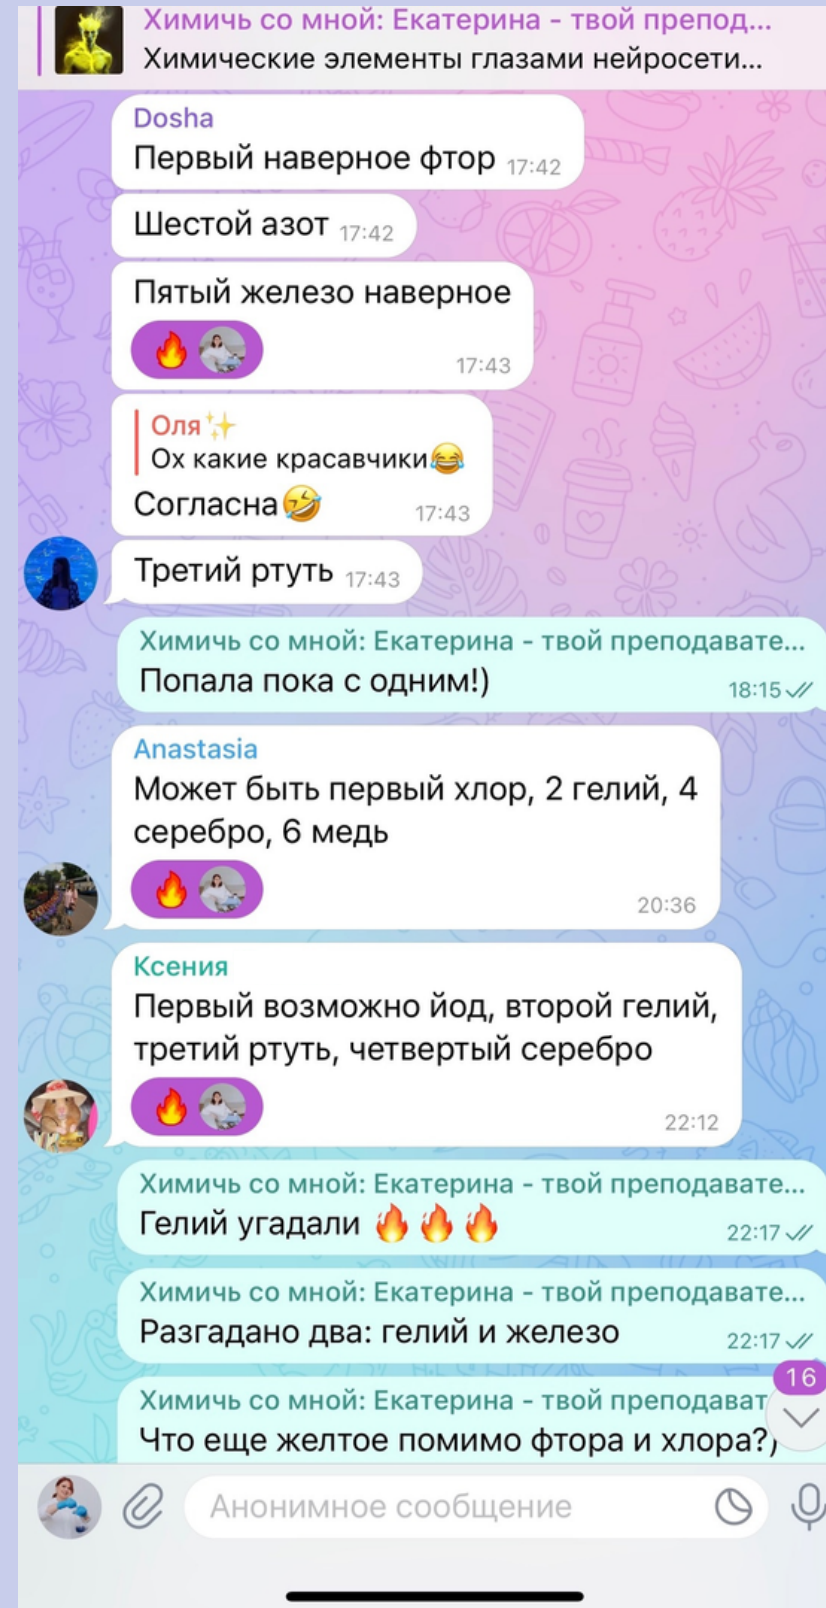 Химичь со мной: Екатерина - твой препод...
Химические элементы глазами нейросети...
Dosha
Первый наверное фтор 17:42
Шестой азот 17:42
Пятый железо наверное
17:43
Оля✨
Ох какие красавчики😂
Согласна🤣 17:43
Третий ртуть 17:43
Химичь со мной: Екатерина - твой преподавате...
Попала пока с одним!) 18:15
Anastasia
Может быть первый хлор, 2 гелий, 4
серебро, 6 медь
20:36
Ксения
Первый возможно йод, второй гелий,
третий ртуть, четвертый серебро
22:12
Химичь со мной: Екатерина - твой преподавате...
Гелий угадали 🔥🔥🔥 22:17
Химичь со мной: Екатерина - твой преподавате...
Разгадано два: гелий и железо 22:17
16
Химичь со мной: Екатерина - твой преподават
Что еще желтое помимо фтора и хлора?)
Анонимное сообщение